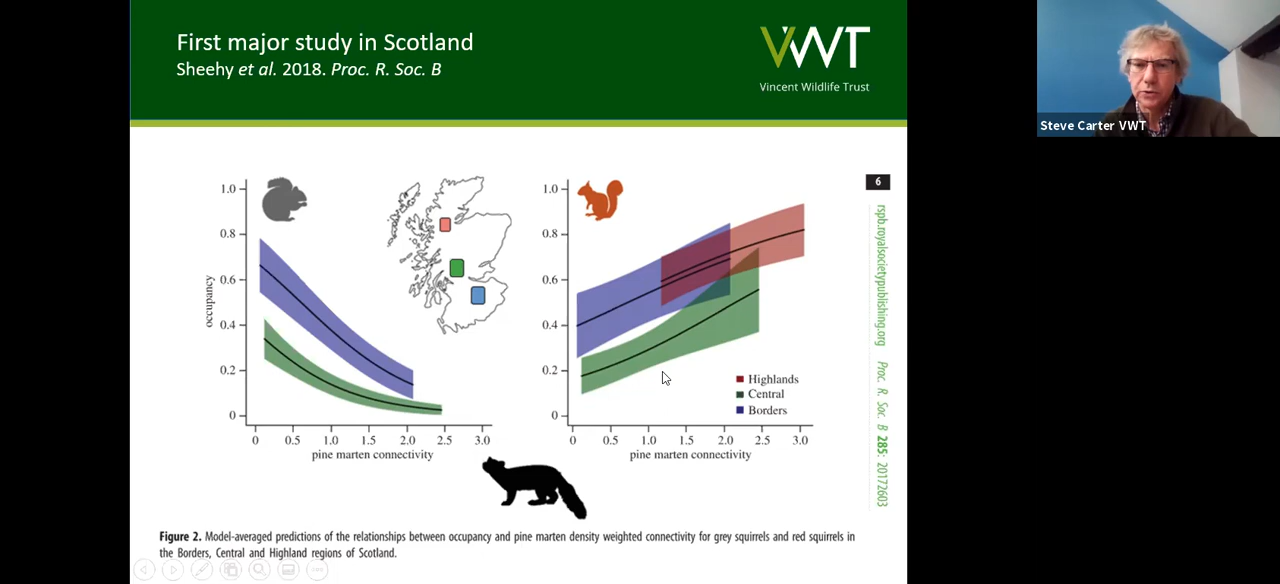 First major study in Scotland
Sheehy et al. 2018. Proc. R. Soc. B
VWT
Vincent Wildlife Trust
Steve Carter VWT
6
rspb.royalsocietypublishing.org Proc. R. Soc. B 285: 20172603
occupancy
1.0
0.8
0.6
0.4
0.2
0
0 0.5 1.0 1.5 2.0 2.5 3.0
pine marten connectivity
1.0
0.8
0.6
0.4
0.2
0
Highlands
Central
Borders
0 0.5 1.0 1.5 2.0 2.5 3.0
pine marten connectivity
Figure 2. Model-averaged predictions of the relationships between occupancy and pine marten density weighted connectivity for grey squirrels and red squirrels in
the Borders, Central and Highland regions of Scotland.